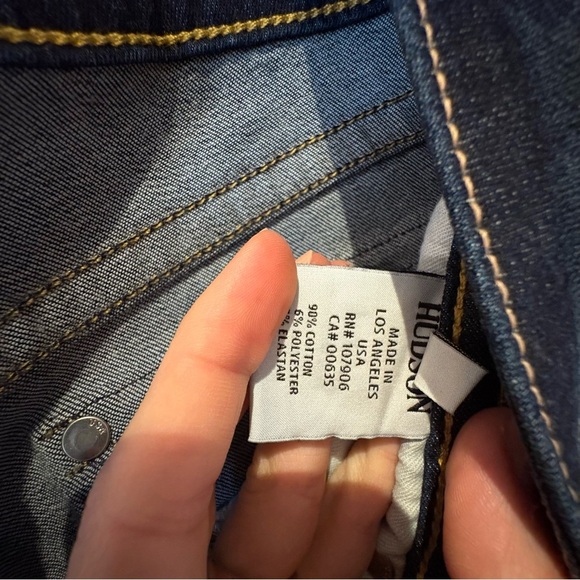 HUDSON
MADE IN
LOS ANGELES
USA
RN# 107906
CA# 00635
90% COTTON
6% POLYESTER
% ELASTAN